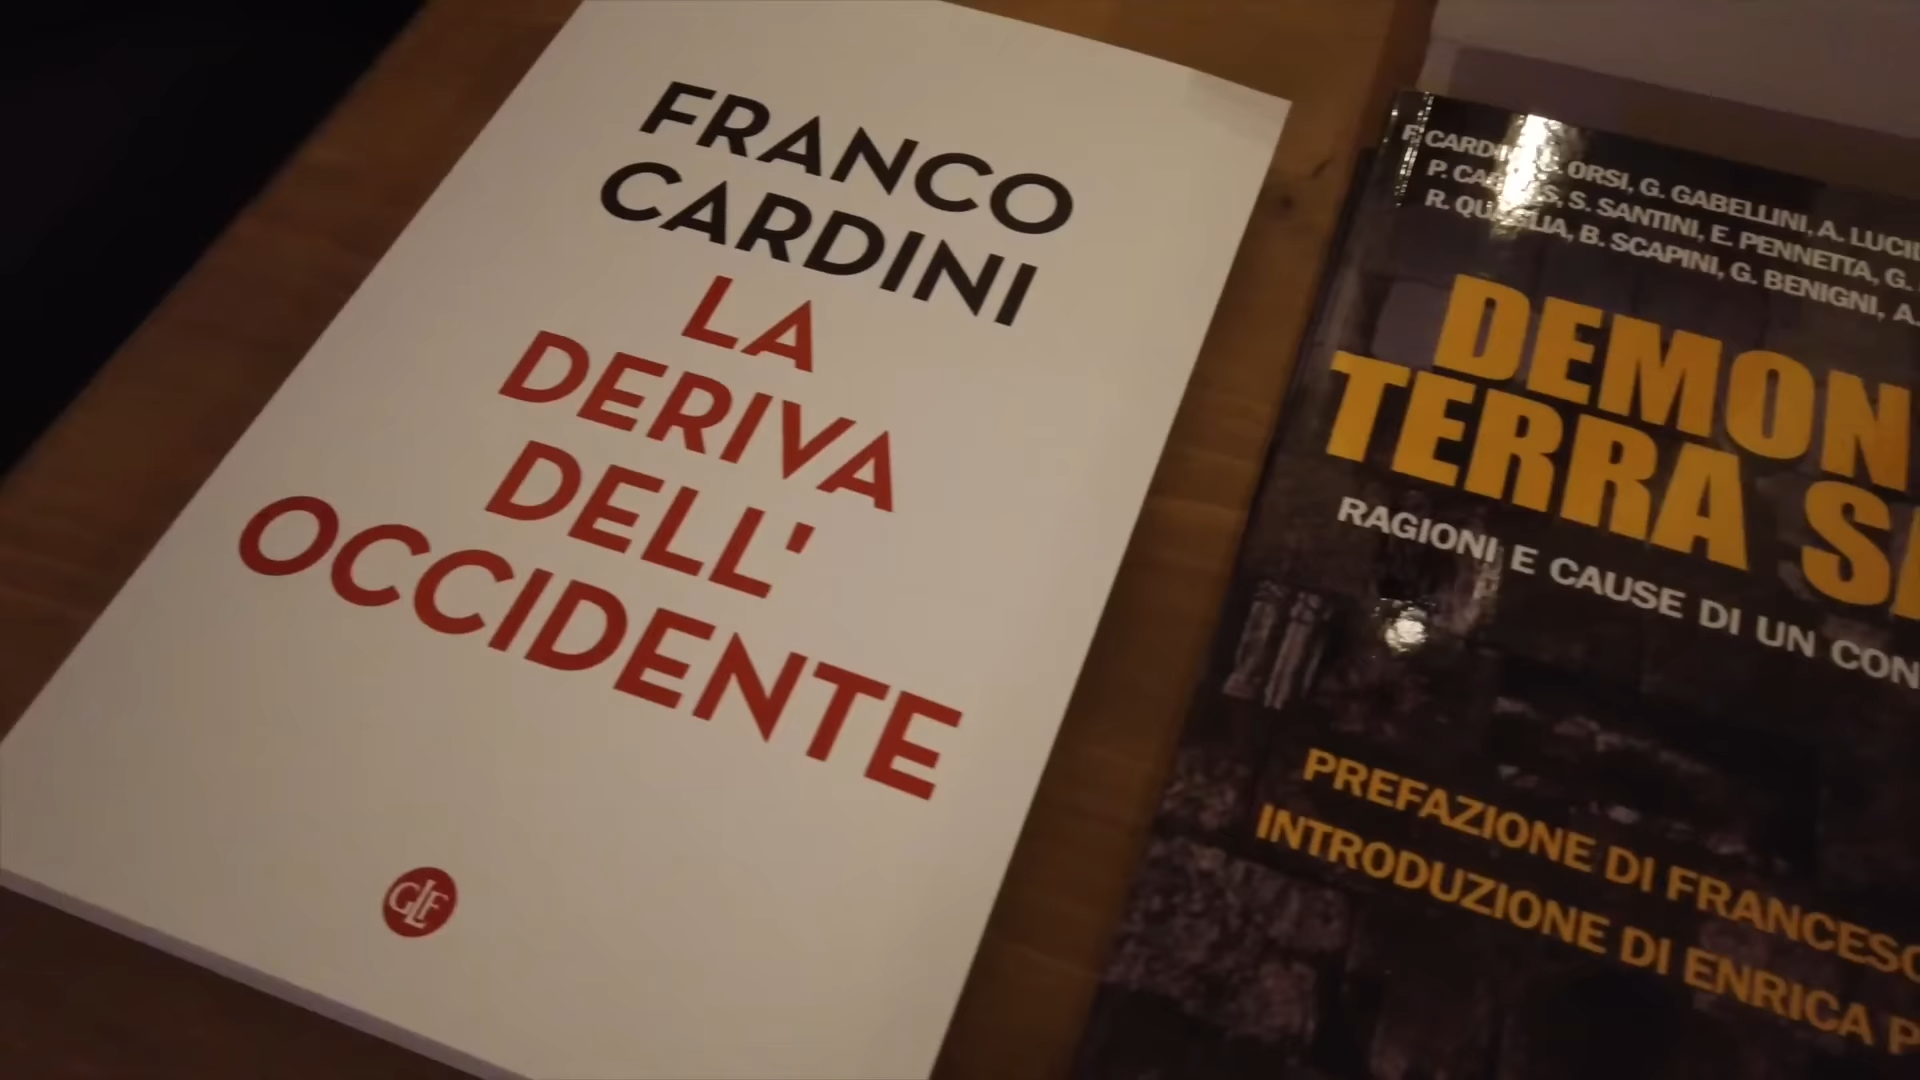 FRANCO
CARDINI
LA
DERIVA
DELL'
OCCIDENTE
GLF
ORSI, G. GABELLINI, A.
P. S. SANTINI, E. PENNETTA, G.
R. B. SCAPINI, G. BENIGNI, A.
DEMON
TERRA S
RAGIONI E CAUSE DI UN CON
PREFAZIONE DI FRANCESC
INTRODUZIONE DI ENRICA P